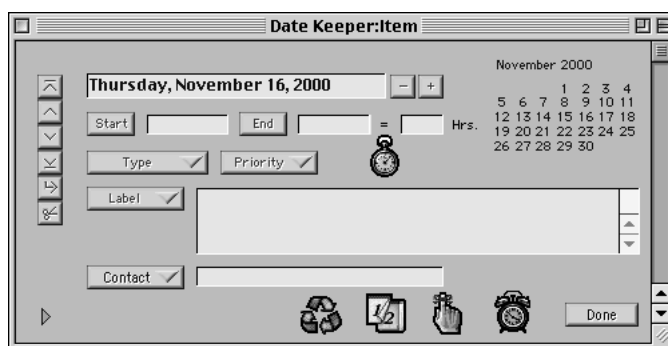 Date Keeper:Item
Thursday, November 16, 2000
- +
Start End = Hrs.
Type Priority
Label
Contact
1/2
Done
November 2000
1 2 3 4
5 6 7 8 9 10 11
12 13 14 15 16 17 18
19 20 21 22 23 24 25
26 27 28 29 30